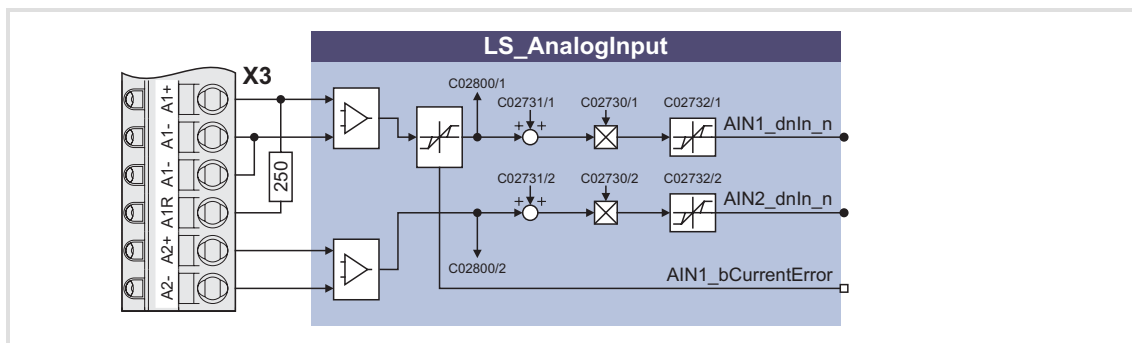 LS_AnalogInput
X3
A1+
A1-
A1-
A1R
A2+
A2-
250
C02800/1
C02731/1
C02730/1
C02732/1
+ +
AIN1_dnIn_n
C02731/2
C02730/2
C02732/2
+ +
AIN2_dnIn_n
C02800/2
AIN1_bCurrentError